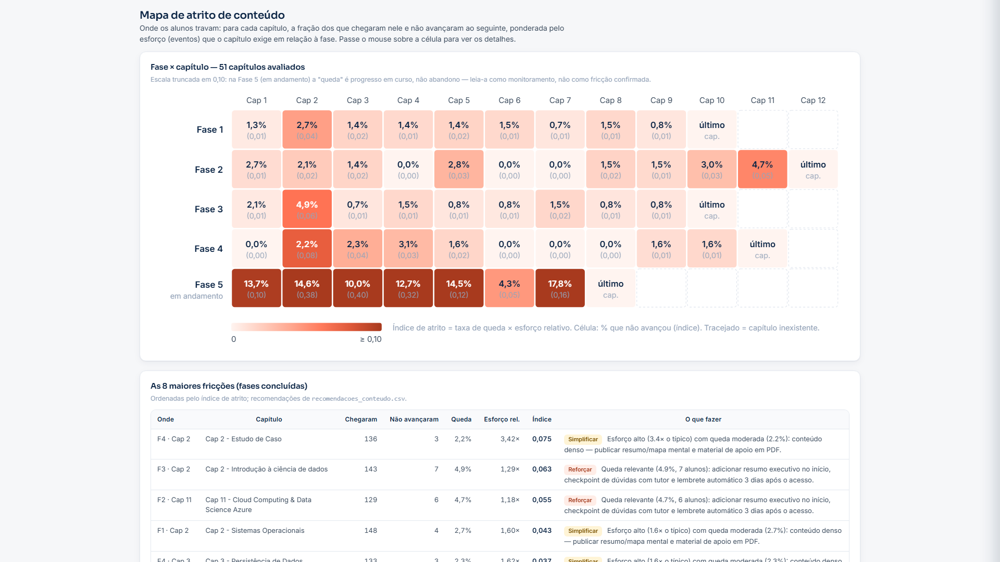 Mapa de atrito de conteúdo
Onde os alunos travam: para cada capítulo, a fração dos que chegaram nele e não avançaram ao seguinte, ponderada pelo
esforço (eventos) que o capítulo exige em relação à fase. Passe o mouse sobre a célula para ver os detalhes.
Fase × capítulo — 51 capítulos avaliados
Escala truncada em 0,10: na Fase 5 (em andamento) a "queda" é progresso em curso, não abandono — leia-a como monitoramento, não como fricção confirmada.
Cap 1 Cap 2 Cap 3 Cap 4 Cap 5 Cap 6 Cap 7 Cap 8 Cap 9 Cap 10 Cap 11 Cap 12
Fase 1 1,3% 2,7% 1,4% 1,4% 1,4% 1,5% 0,7% 1,5% 0,8% último
(0,01) (0,04) (0,02) (0,01) (0,02) (0,01) (0,01) (0,01) (0,01) cap.
Fase 2 2,7% 2,1% 1,4% 0,0% 2,8% 0,0% 0,0% 1,5% 1,5% 3,0% 4,7% último
(0,01) (0,02) (0,02) (0,00) (0,03) (0,00) (0,00) (0,02) (0,01) (0,03) (0,05) cap.
Fase 3 2,1% 4,9% 0,7% 1,5% 0,8% 0,8% 1,5% 0,8% 0,8% último
(0,01) (0,06) (0,01) (0,01) (0,01) (0,01) (0,02) (0,01) (0,01) cap.
Fase 4 0,0% 2,2% 2,3% 3,1% 1,6% 0,0% 0,0% 0,0% 1,6% 1,6% último
(0,00) (0,08) (0,04) (0,03) (0,02) (0,00) (0,00) (0,00) (0,01) (0,01) cap.
Fase 5 13,7% 14,6% 10,0% 12,7% 14,5% 4,3% 17,8% último
em andamento (0,10) (0,38) (0,40) (0,32) (0,12) (0,05) (0,16) cap.
Índice de atrito = taxa de queda × esforço relativo. Célula: % que não avançou (índice). Tracejado = capítulo inexistente.
0 ≥ 0,10
As 8 maiores fricções (fases concluídas)
Ordenadas pelo índice de atrito; recomendações de recomendacoes_conteudo.csv.
Onde Capítulo Chegaram Não avançaram Queda Esforço rel. Índice O que fazer
F4 · Cap 2 Cap 2 - Estudo de Caso 136 3 2,2% 3,42× 0,075 Simplificar Esforço alto (3.4× o típico) com queda moderada (2.2%): conteúdo
denso — publicar resumo/mapa mental e material de apoio em PDF.
F3 · Cap 2 Cap 2 - Introdução à ciência de dados 143 7 4,9% 1,29× 0,063 Reforçar Queda relevante (4.9%, 7 alunos): adicionar resumo executivo no início,
checkpoint de dúvidas com tutor e lembrete automático 3 dias após o acesso.
F2 · Cap 11 Cap 11 - Cloud Computing & Data 129 6 4,7% 1,18× 0,055 Reforçar Queda relevante (4.7%, 6 alunos): adicionar resumo executivo no início,
Science Azure checkpoint de dúvidas com tutor e lembrete automático 3 dias após o acesso.
F1 · Cap 2 Cap 2 - Sistemas Operacionais 148 4 2,7% 1,60× 0,043 Simplificar Esforço alto (1.6× o típico) com queda moderada (2.7%): conteúdo denso
— publicar resumo/mapa mental e material de apoio em PDF.
F4 · Cap 3 Cap 3 - Persistência de Dados 133 3 2,3% 1,62× 0,037 Simplificar Esforço alto (1.6× o típico) com queda moderada (2.3%): conteúdo denso